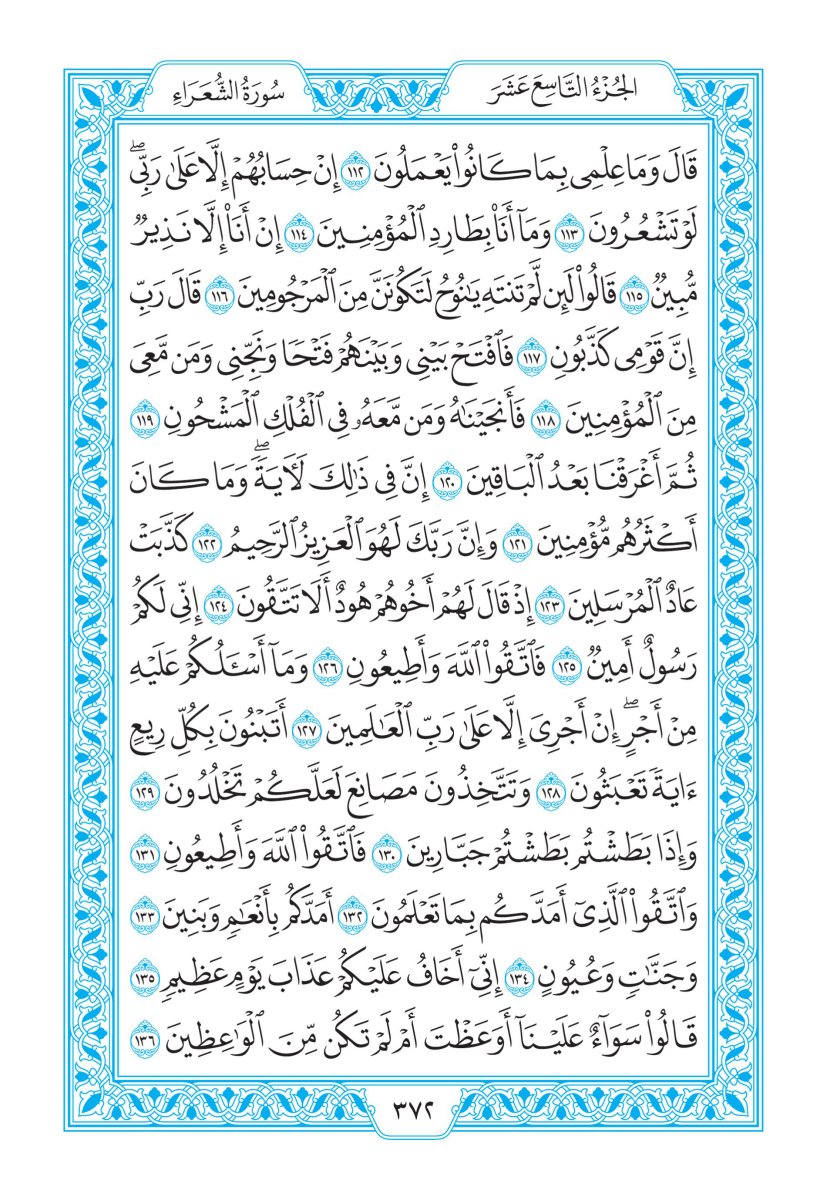 الجُزْءُ التَّاسِعَ عَشَرَ
سُورَةُ الشُّعَرَاءِ
قَالَ وَمَا عِلْمِى بِمَا كَانُواْ يَعْمَلُونَ ١١٢ إِنْ حِسَابُهُمْ إِلَّا عَلَىٰ رَبِّىۖ
لَوْ تَشْعُرُونَ ١١٣ وَمَآ أَنَا۠ بِطَارِدِ ٱلْمُؤْمِنِينَ ١١٤ إِنْ أَنَا۠ إِلَّا نَذِيرٌ
مُّبِينٌ ١١٥ قَالُواْ لَئِن لَّمْ تَنتَهِ يَٰنُوحُ لَتَكُونَنَّ مِنَ ٱلْمَرْجُومِينَ ١١٦ قَالَ رَبِّ
إِنَّ قَوْمِى كَذَّبُونِ ١١٧ فَٱفْتَحْ بَيْنِى وَبَيْنَهُمْ فَتْحًا وَنَجِّنِى وَمَن مَّعِىَ
مِنَ ٱلْمُؤْمِنِينَ ١١٨ فَأَنجَيْنَٰهُ وَمَن مَّعَهُۥ فِى ٱلْفُلْكِ ٱلْمَشْحُونِ ١١٩
ثُمَّ أَغْرَقْنَا بَعْدُ ٱلْبَاقِينَ ١٢٠ إِنَّ فِى ذَٰلِكَ لَأٓيَةًۖ وَمَا كَانَ
أَكْثَرُهُم مُّؤْمِنِينَ ١٢١ وَإِنَّ رَبَّكَ لَهُوَ ٱلْعَزِيزُ ٱلرَّحِيمُ ١٢٢ كَذَّبَتْ
عَادٌ ٱلْمُرْسَلِينَ ١٢٣ إِذْ قَالَ لَهُمْ أَخُوهُمْ هُودٌ أَلَا تَتَّقُونَ ١٢٤ إِنِّى لَكُمْ
رَسُولٌ أَمِينٌ ١٢٥ فَٱتَّقُواْ ٱللَّهَ وَأَطِيعُونِ ١٢٦ وَمَآ أَسْـَٔلُكُمْ عَلَيْهِ
مِنْ أَجْرٍۖ إِنْ أَجْرِىَ إِلَّا عَلَىٰ رَبِّ ٱلْعَٰلَمِينَ ١٢٧ أَتَبْنُونَ بِكُلِّ رِيعٍ
ءَايَةً تَعْبَثُونَ ١٢٨ وَتَتَّخِذُونَ مَصَانِعَ لَعَلَّكُمْ تَخْلُدُونَ ١٢٩
وَإِذَا بَطَشْتُم بَطَشْتُمْ جَبَّارِينَ ١٣٠ فَٱتَّقُواْ ٱللَّهَ وَأَطِيعُونِ ١٣١
وَٱتَّقُواْ ٱلَّذِىٓ أَمَدَّكُم بِمَا تَعْلَمُونَ ١٣٢ أَمَدَّكُم بِأَنْعَٰمٍ وَبَنِينَ ١٣٣
وَجَنَّٰتٍ وَعُيُونٍ ١٣٤ إِنِّىٓ أَخَافُ عَلَيْكُمْ عَذَابَ يَوْمٍ عَظِيمٍ ١٣٥
قَالُواْ سَوَآءٌ عَلَيْنَآ أَوَعَظْتَ أَمْ لَمْ تَكُن مِّنَ ٱلْوَٰعِظِينَ ١٣٦
٣٧٢